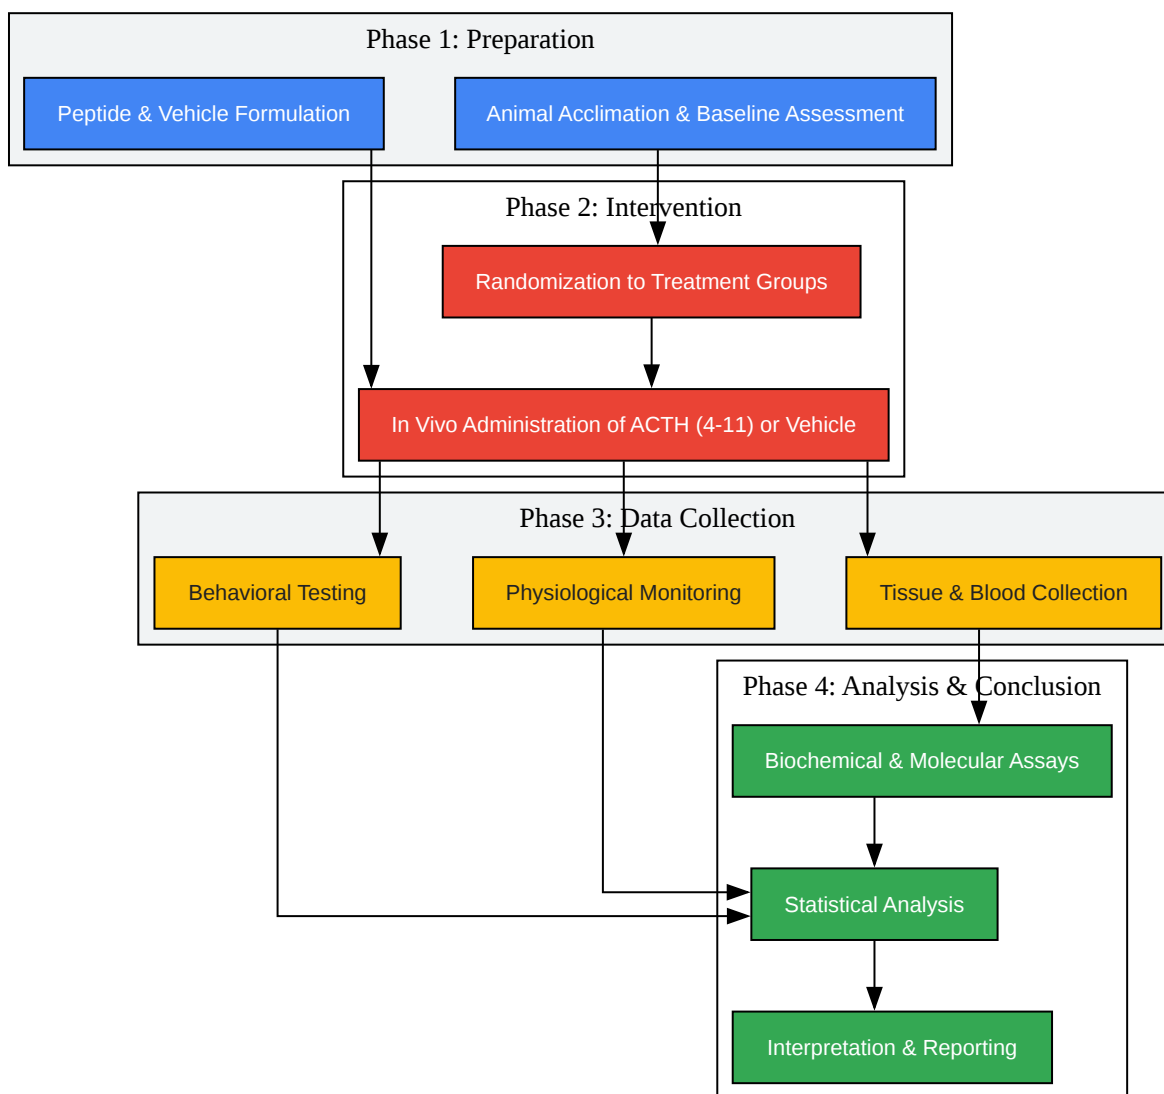 Phase 1: Preparation
Peptide & Vehicle Formulation
Animal Acclimation & Baseline Assessment
Phase 2: Intervention
Randomization to Treatment Groups
In Vivo Administration of ACTH (4-11) or Vehicle
Phase 3: Data Collection
Behavioral Testing
Physiological Monitoring
Tissue & Blood Collection
Phase 4: Analysis & Conclusion
Biochemical & Molecular Assays
Statistical Analysis
Interpretation & Reporting